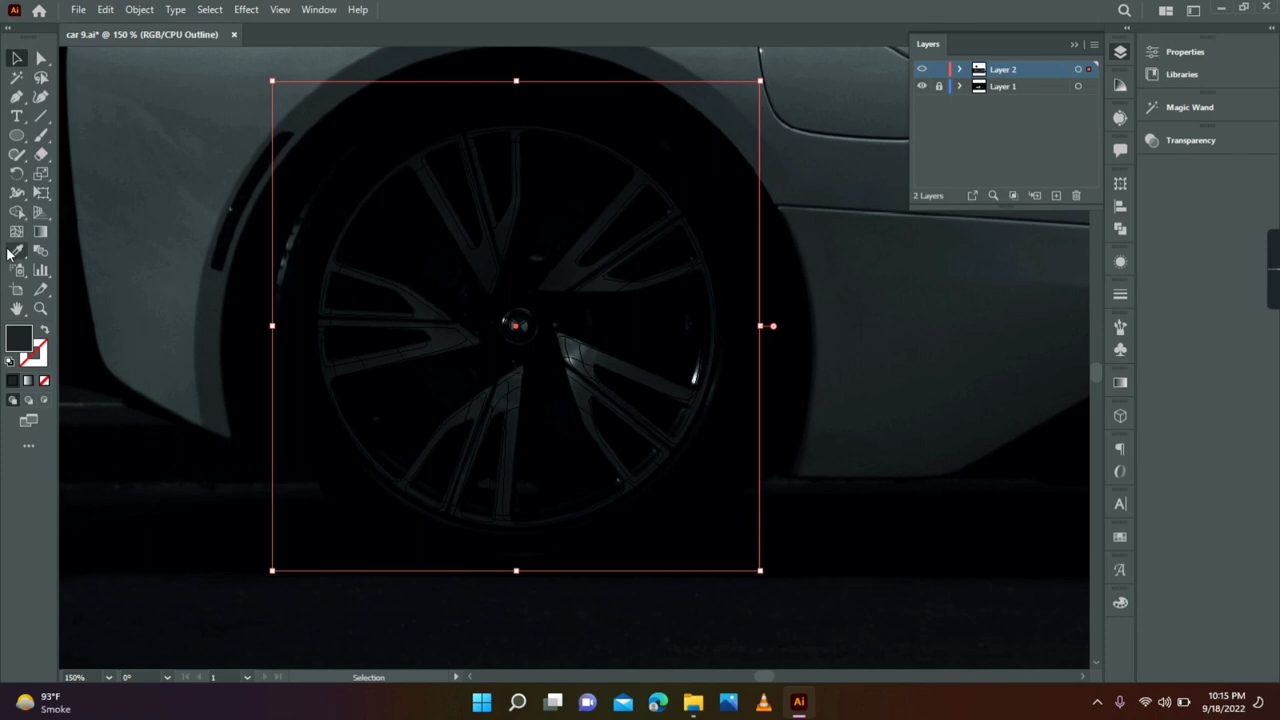 Ai File Edit Object Type Select Effect View Window Help
car 9.ai* @ 150 % (RGB/CPU Outline) ×
Layers
Layer 2
Layer 1
2 Layers
Properties
Libraries
Magic Wand
Transparency
150% 0° 1 Selection
93°F
Smoke
Ai
10:15 PM
9/18/2022